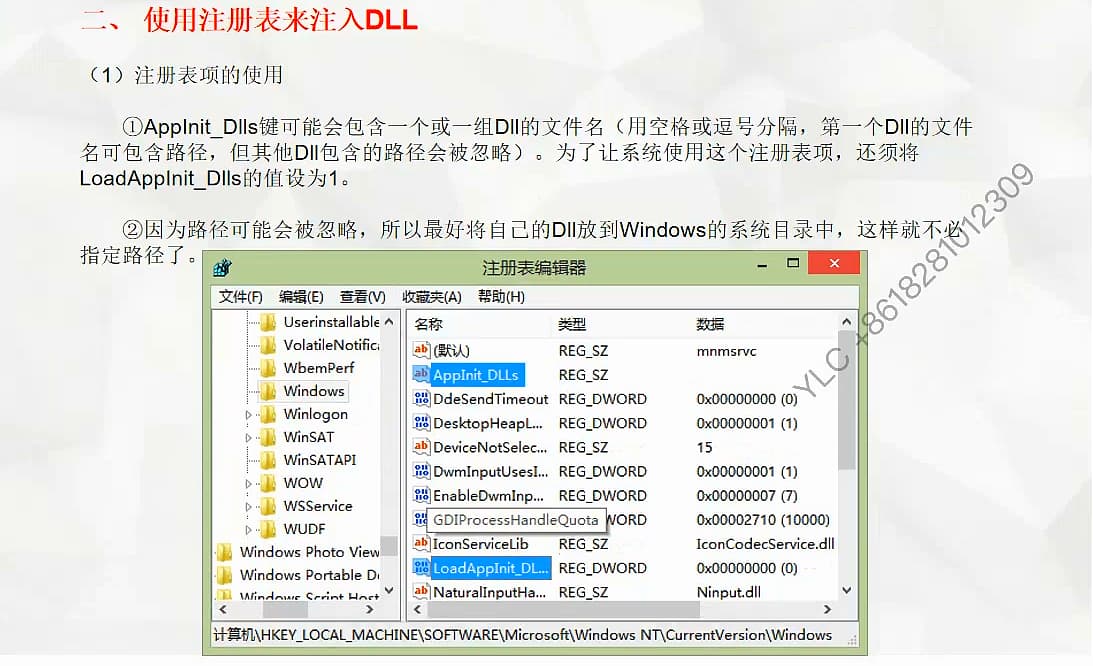 二、 使用注册表来注入DLL
（1）注册表项的使用
①AppInit_Dlls键可能会包含一个或一组Dll的文件名（用空格或逗号分隔，第一个Dll的文件
名可包含路径，但其他Dll包含的路径会被忽略）。为了让系统使用这个注册表项，还须将
LoadAppInit_Dlls的值设为1。
②因为路径可能会被忽略，所以最好将自己的Dll放到Windows的系统目录中，这样就不必
指定路径了。
YLC +8618281012309
注册表编辑器
文件(F) 编辑(E) 查看(V) 收藏夹(A) 帮助(H)
Userinstallable
VolatileNotific
WbemPerf
Windows
Winlogon
WinSAT
WinSATAPI
WOW
WSService
WUDF
Windows Photo View
Windows Portable D
Windows Script Host
名称 类型 数据
(默认) REG_SZ mnmsrvc
AppInit_DLLs REG_SZ
DdeSendTimeout REG_DWORD 0x00000000 (0)
DesktopHeapL... REG_DWORD 0x00000001 (1)
DeviceNotSelec... REG_SZ 15
DwmInputUsesI... REG_DWORD 0x00000001 (1)
EnableDwmInp... REG_DWORD 0x00000007 (7)
GDIProcessHandleQuota WORD 0x00002710 (10000)
IconServiceLib REG_SZ IconCodecService.dll
LoadAppInit_DL... REG_DWORD 0x00000000 (0)
NaturalInputHa... REG_SZ Ninput.dll
计算机\HKEY_LOCAL_MACHINE\SOFTWARE\Microsoft\Windows NT\CurrentVersion\Windows